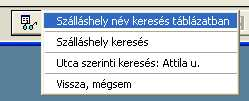 Szálláshely név keresés táblázatban
Szálláshely keresés
Utca szerinti keresés: Attila u.
Vissza, mégsem